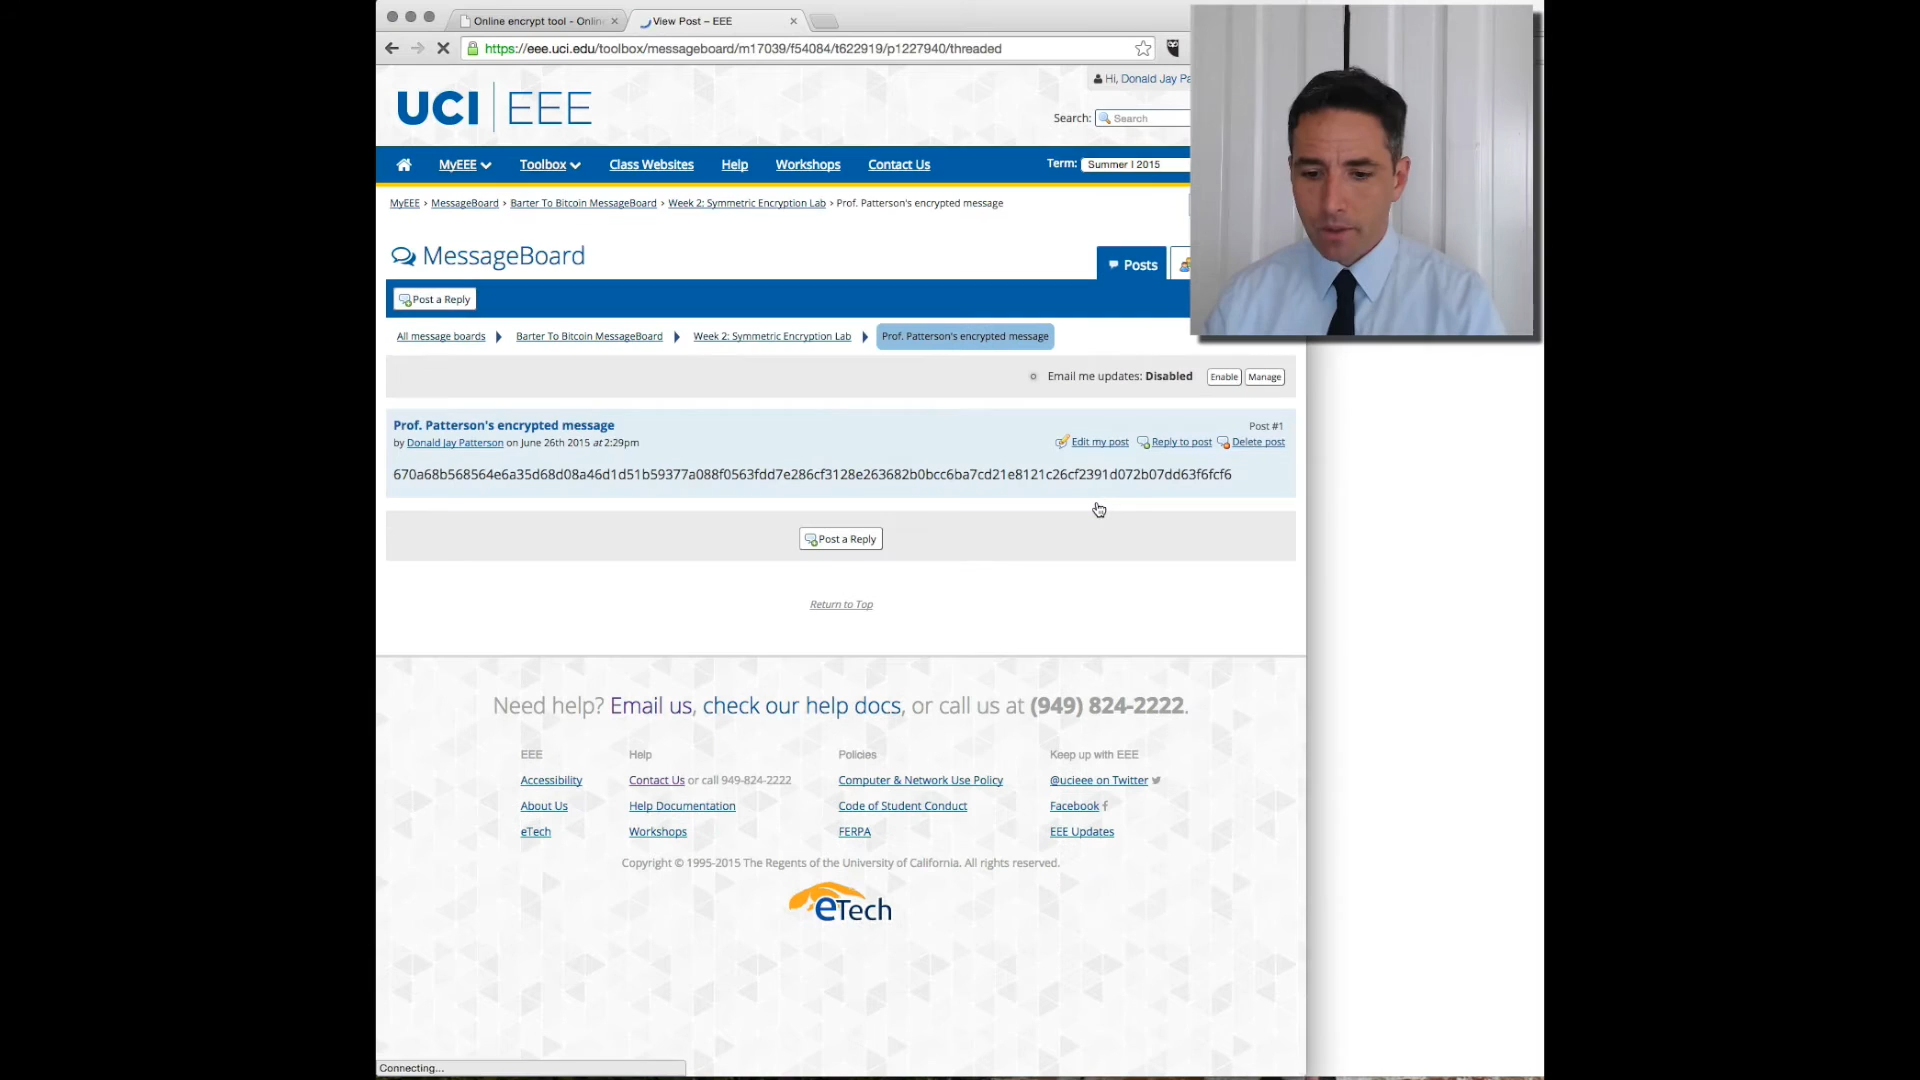 Online encrypt tool - Onlin
View Post – EEE
https://eee.uci.edu/toolbox/messageboard/m17039/f54084/t622919/p1227940/threaded
Hi, Donald Jay Pa
UCI EEE
Search: Search
MyEEE Toolbox Class Websites Help Workshops Contact Us Term: Summer I 2015
MyEEE › MessageBoard › Barter To Bitcoin MessageBoard › Week 2: Symmetric Encryption Lab › Prof. Patterson's encrypted message
MessageBoard
Posts
Post a Reply
All message boards Barter To Bitcoin MessageBoard Week 2: Symmetric Encryption Lab Prof. Patterson's encrypted message
Email me updates: Disabled Enable Manage
Prof. Patterson's encrypted message Post #1
by Donald Jay Patterson on June 26th 2015 at 2:29pm Edit my post Reply to post Delete post
670a68b568564e6a35d68d08a46d1d51b59377a088f0563fdd7e286cf3128e263682b0bcc6ba7cd21e8121c26cf2391d072b07dd63f6fcf6
Post a Reply
Return to Top
Need help? Email us, check our help docs, or call us at (949) 824-2222.
EEE Help Policies Keep up with EEE
Accessibility Contact Us or call 949-824-2222 Computer & Network Use Policy @ucieee on Twitter
About Us Help Documentation Code of Student Conduct Facebook
eTech Workshops FERPA EEE Updates
Copyright © 1995-2015 The Regents of the University of California. All rights reserved.
eTech
Connecting...